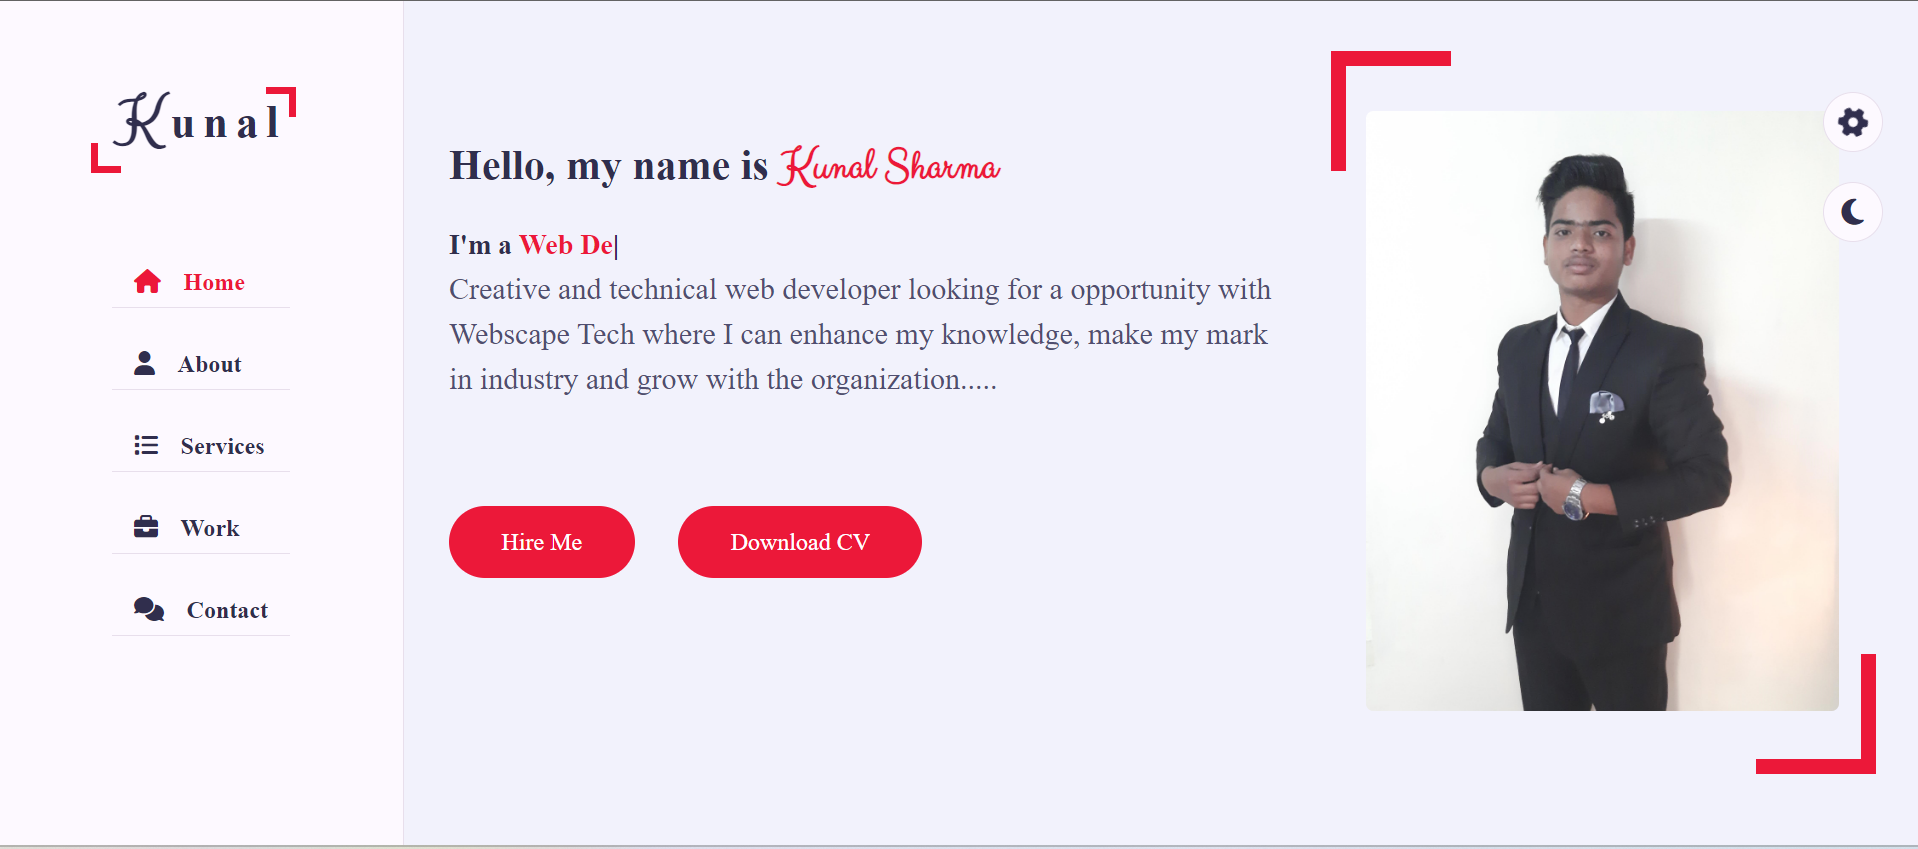 Kunal
Home
About
Services
Work
Contact
Hello, my name is Kunal Sharma
I'm a Web De|
Creative and technical web developer looking for a opportunity with
Webscape Tech where I can enhance my knowledge, make my mark
in industry and grow with the organization.....
Hire Me
Download CV